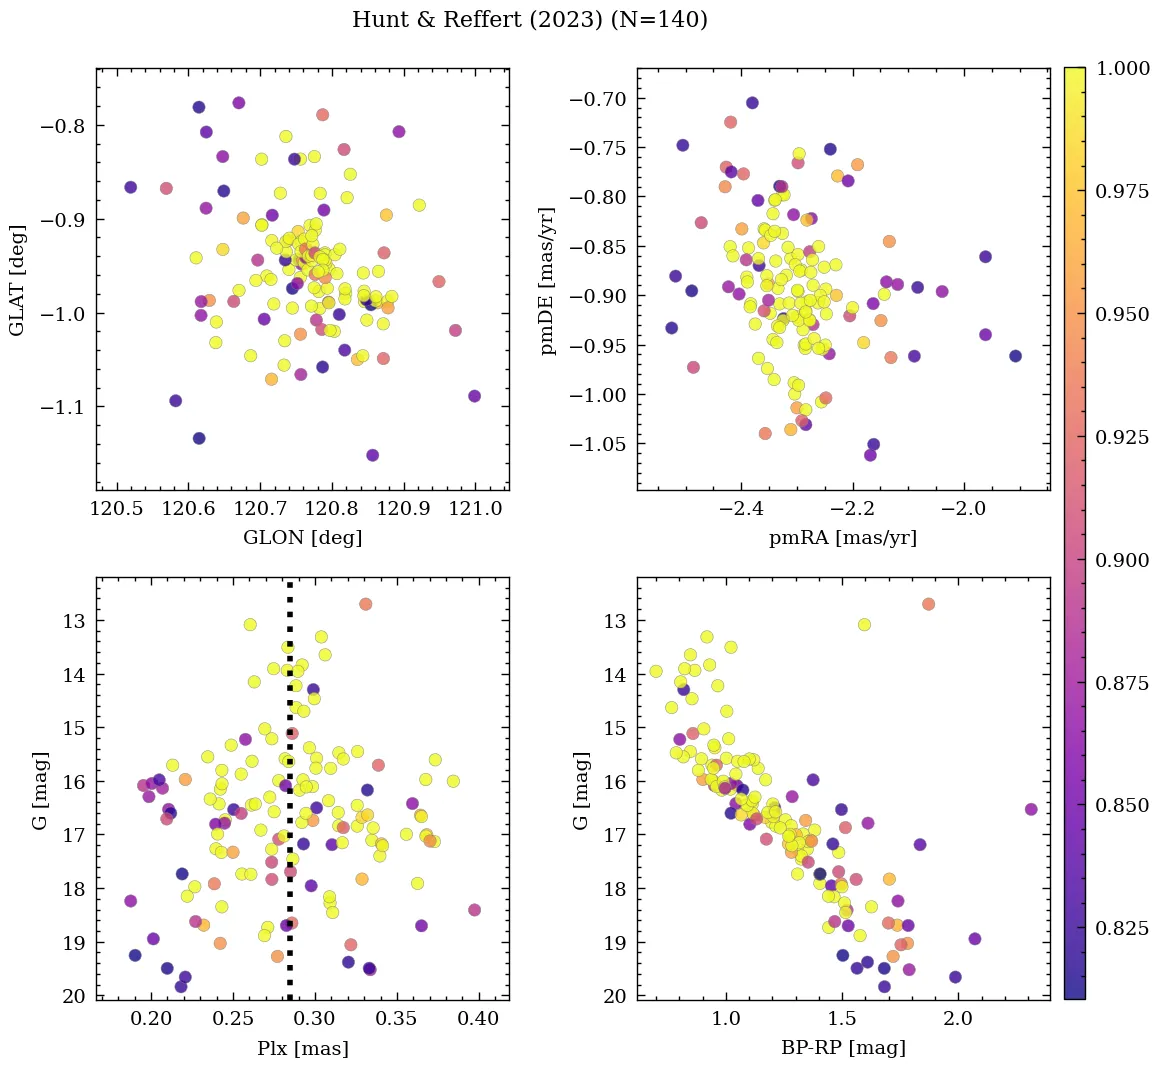 Hunt & Reffert (2023) (N=140)
GLAT [deg]
−0.8
−0.9
−1.0
−1.1
120.5 120.6 120.7 120.8 120.9 121.0
GLON [deg]
pmDE [mas/yr]
−0.70
−0.75
−0.80
−0.85
−0.90
−0.95
−1.00
−1.05
−2.4 −2.2 −2.0
pmRA [mas/yr]
G [mag]
13
14
15
16
17
18
19
20
0.20 0.25 0.30 0.35 0.40
Plx [mas]
G [mag]
13
14
15
16
17
18
19
20
1.0 1.5 2.0
BP-RP [mag]
1.000
0.975
0.950
0.925
0.900
0.875
0.850
0.825